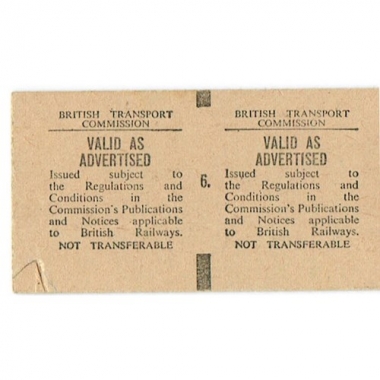 BRITISH TRANSPORT
COMMISSION
VALID AS
ADVERTISED
Issued subject to
the Regulations and
Conditions in the
Commission's Publications
and Notices applicable
to British Railways.
NOT TRANSFERABLE
6.
BRITISH TRANSPORT
COMMISSION
VALID AS
ADVERTISED
Issued subject to
the Regulations and
Conditions in the
Commission's Publications
and Notices applicable
to British Railways.
NOT TRANSFERABLE